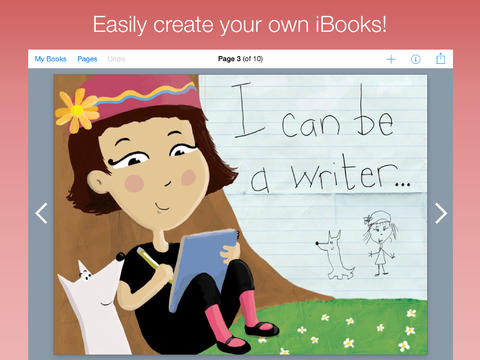 Easily create your own iBooks!
My Books Pages Undo Page 3 (of 10)
I can be
a writer...